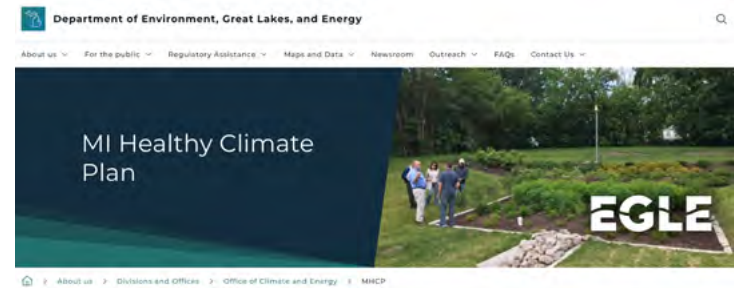 Department of Environment, Great Lakes, and Energy
About us For the public Regulatory Assistance Maps and Data Newsroom Outreach FAQs Contact Us
MI Healthy Climate
Plan
EGLE
About us > Divisions and Offices > Office of Climate and Energy > MHCP